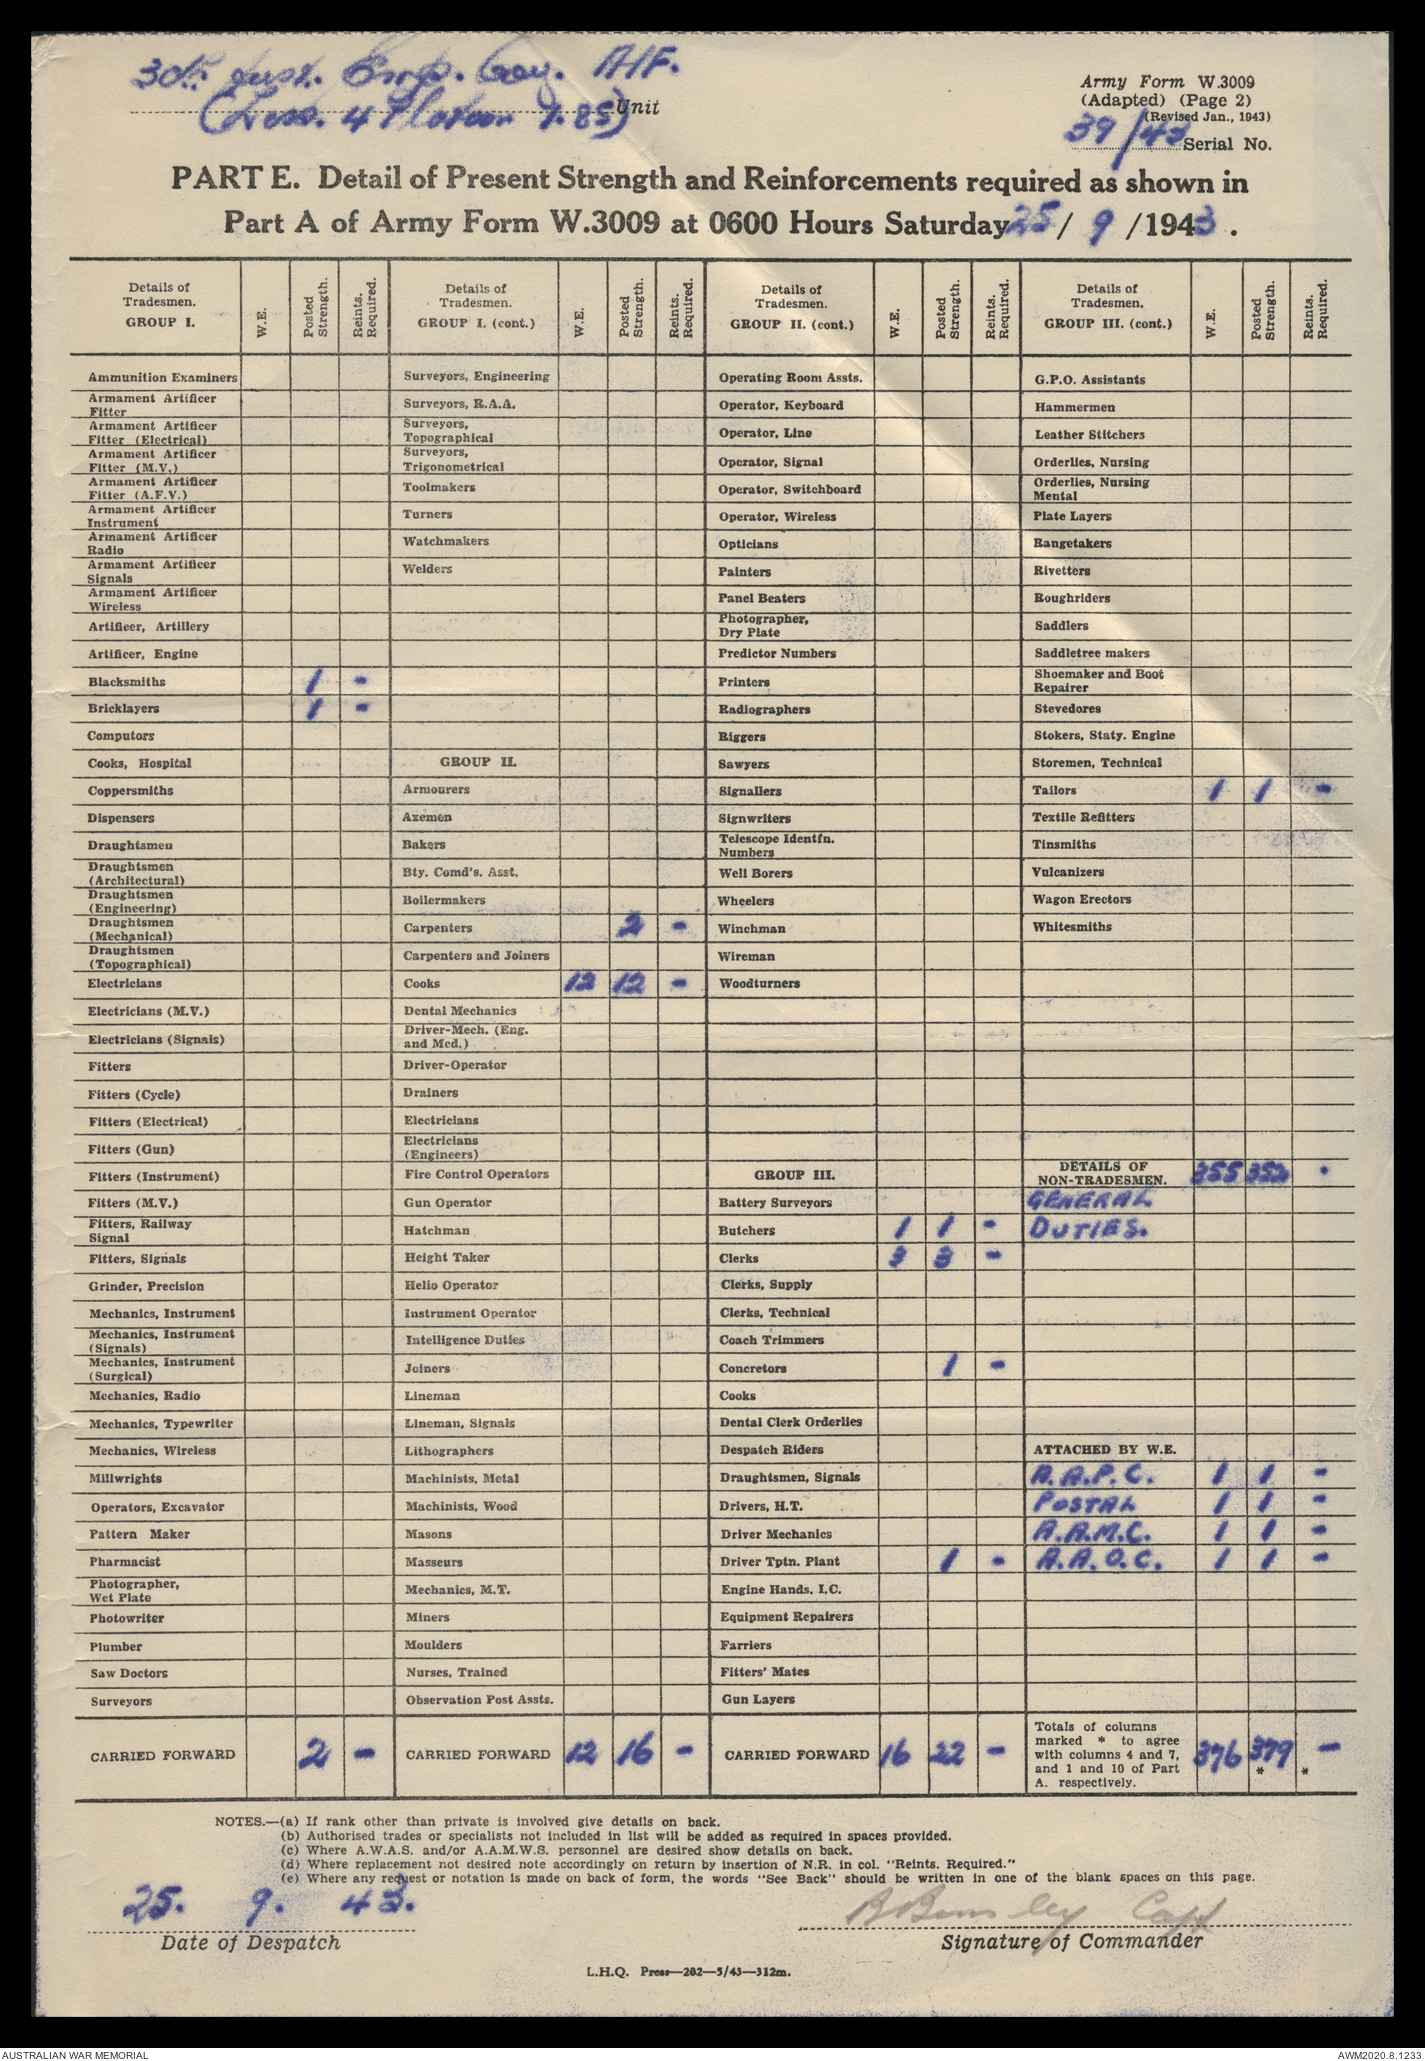 30th Aust. Emp. Coy. AIF.
(Less. 4 Platoon 1.85) Unit
Army Form W.3009
(Adapted) (Page 2)
(Revised Jan., 1943)
39/43 Serial No.
PART E. Detail of Present Strength and Reinforcements required as shown in
Part A of Army Form W.3009 at 0600 Hours Saturday 25/ 9 /1943.
Details of Tradesmen. GROUP I. W.E. Posted Strength. Reints. Required. Details of Tradesmen. GROUP I. (cont.) W.E. Posted Strength. Reints. Required. Details of Tradesmen. GROUP II. (cont.) W.E. Posted Strength. Reints. Required. Details of Tradesmen. GROUP III. (cont.) W.E. Posted Strength. Reints. Required.
Ammunition Examiners Surveyors, Engineering Operating Room Assts. G.P.O. Assistants
Armament Artificer Fitter Surveyors, R.A.A. Operator, Keyboard Hammermen
Armament Artificer Fitter (Electrical) Surveyors, Topographical Operator, Line Leather Stitchers
Armament Artificer Fitter (M.V.) Surveyors, Trigonometrical Operator, Signal Orderlies, Nursing
Armament Artificer Fitter (A.F.V.) Toolmakers Operator, Switchboard Orderlies, Nursing Mental
Armament Artificer Instrument Turners Operator, Wireless Plate Layers
Armament Artificer Radio Watchmakers Opticians Rangetakers
Armament Artificer Signals Welders Painters Rivetters
Armament Artificer Wireless Panel Beaters Roughriders
Artificer, Artillery Photographer, Dry Plate Saddlers
Artificer, Engine Predictor Numbers Saddletree makers
Blacksmiths 1 - Printers Shoemaker and Boot Repairer
Bricklayers 1 - Radiographers Stevedores
Computors Riggers Stokers, Staty. Engine
Cooks, Hospital GROUP II. Sawyers Storemen, Technical
Coppersmiths Armourers Signallers Tailors 1 1 -
Dispensers Axemen Signwriters Textile Refitters
Draughtsmen Bakers Telescope Identfn. Numbers Tinsmiths
Draughtsmen (Architectural) Bty. Comd's. Asst. Well Borers Vulcanizers
Draughtsmen (Engineering) Boilermakers Wheelers Wagon Erectors
Draughtsmen (Mechanical) Carpenters 2 - Winchman Whitesmiths
Draughtsmen (Topographical) Carpenters and Joiners Wireman
Electricians Cooks 12 12 - Woodturners
Electricians (M.V.) Dental Mechanics
Electricians (Signals) Driver-Mech. (Eng. and Med.)
Fitters Driver-Operator
Fitters (Cycle) Drainers
Fitters (Electrical) Electricians
Fitters (Gun) Electricians (Engineers)
Fitters (Instrument) Fire Control Operators GROUP III. DETAILS OF NON-TRADESMEN. 355 352 .
Fitters (M.V.) Gun Operator Battery Surveyors GENERAL
Fitters, Railway Signal Hatchman Butchers 1 1 - DUTIES.
Fitters, Signals Height Taker Clerks 3 3 -
Grinder, Precision Helio Operator Clerks, Supply
Mechanics, Instrument Instrument Operator Clerks, Technical
Mechanics, Instrument (Signals) Intelligence Duties Coach Trimmers
Mechanics, Instrument (Surgical) Joiners Concretors 1 -
Mechanics, Radio Lineman Cooks
Mechanics, Typewriter Lineman, Signals Dental Clerk Orderlies
Mechanics, Wireless Lithographers Despatch Riders ATTACHED BY W.E.
Millwrights Machinists, Metal Draughtsmen, Signals A.A.P.C. 1 1 -
Operators, Excavator Machinists, Wood Drivers, H.T. POSTAL 1 1 -
Pattern Maker Masons Driver Mechanics A.A.M.C. 1 1 -
Pharmacist Masseurs Driver Tptn. Plant 1 - A.A.O.C. 1 1 -
Photographer, Wet Plate Mechanics, M.T. Engine Hands, I.C.
Photowriter Miners Equipment Repairers
Plumber Moulders Farriers
Saw Doctors Nurses, Trained Fitters' Mates
Surveyors Observation Post Assts. Gun Layers
CARRIED FORWARD 2 - CARRIED FORWARD 12 16 - CARRIED FORWARD 16 22 - Totals of columns marked * to agree with columns 4 and 7, and 1 and 10 of Part A. respectively. 376 379 * * -
NOTES.—(a) If rank other than private is involved give details on back.
(b) Authorised trades or specialists not included in list will be added as required in spaces provided.
(c) Where A.W.A.S. and/or A.A.M.W.S. personnel are desired show details on back.
(d) Where replacement not desired note accordingly on return by insertion of N.R. in col. "Reints. Required."
(e) Where any request or notation is made on back of form, the words "See Back" should be written in one of the blank spaces on this page.
25. 9. 43.
Capt
Date of Despatch Signature of Commander
L.H.Q. Press—202—5/43—312m.
AUSTRALIAN WAR MEMORIAL AWM2020.8.1233